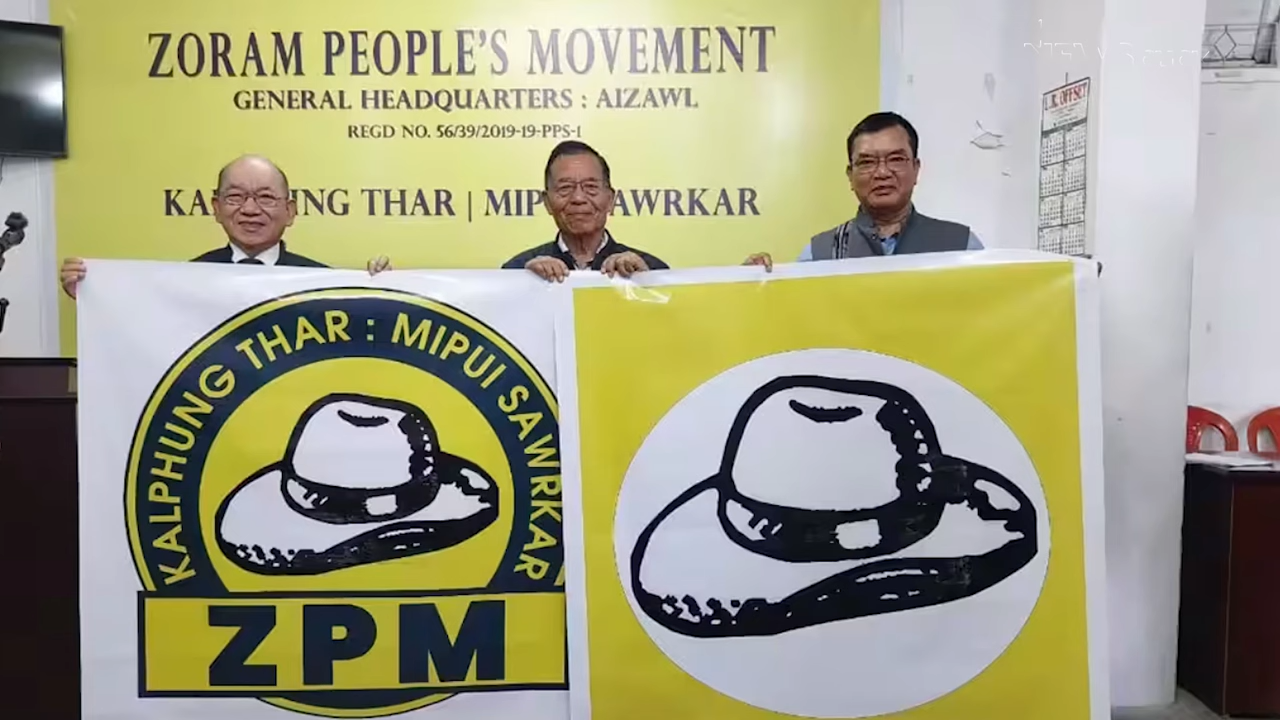 ZORAM PEOPLE'S MOVEMENT
GENERAL HEADQUARTERS : AIZAWL
REGD NO. 56/39/2019-19-PPS-1
THAR |
L.R. OFFSET
KALPHUNG THAR : MIPUI SAWRKAR
ZPM